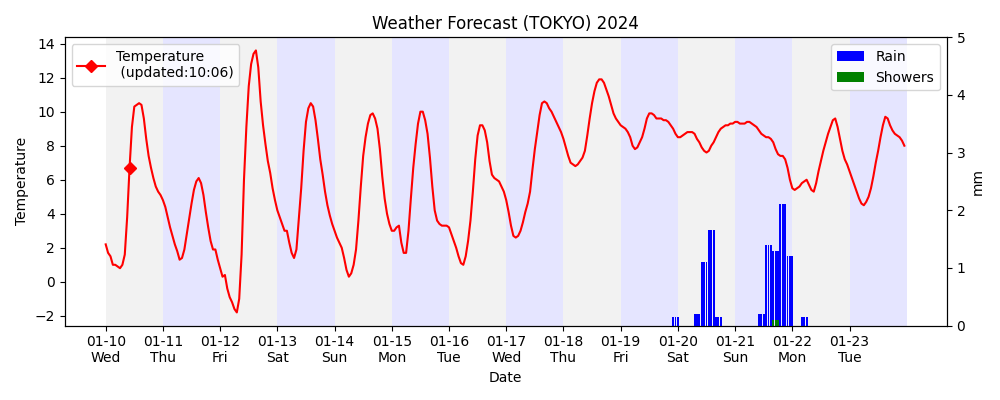 Weather Forecast (TOKYO) 2024
Temperature
(updated:10:06)
Rain
Showers
Temperature
14
12
10
8
6
4
2
0
−2
5
4
3
2
1
0
mm
01-10 01-11 01-12 01-13 01-14 01-15 01-16 01-17 01-18 01-19 01-20 01-21 01-22 01-23
Wed Thu Fri Sat Sun Mon Tue Wed Thu Fri Sat Sun Mon Tue
Date